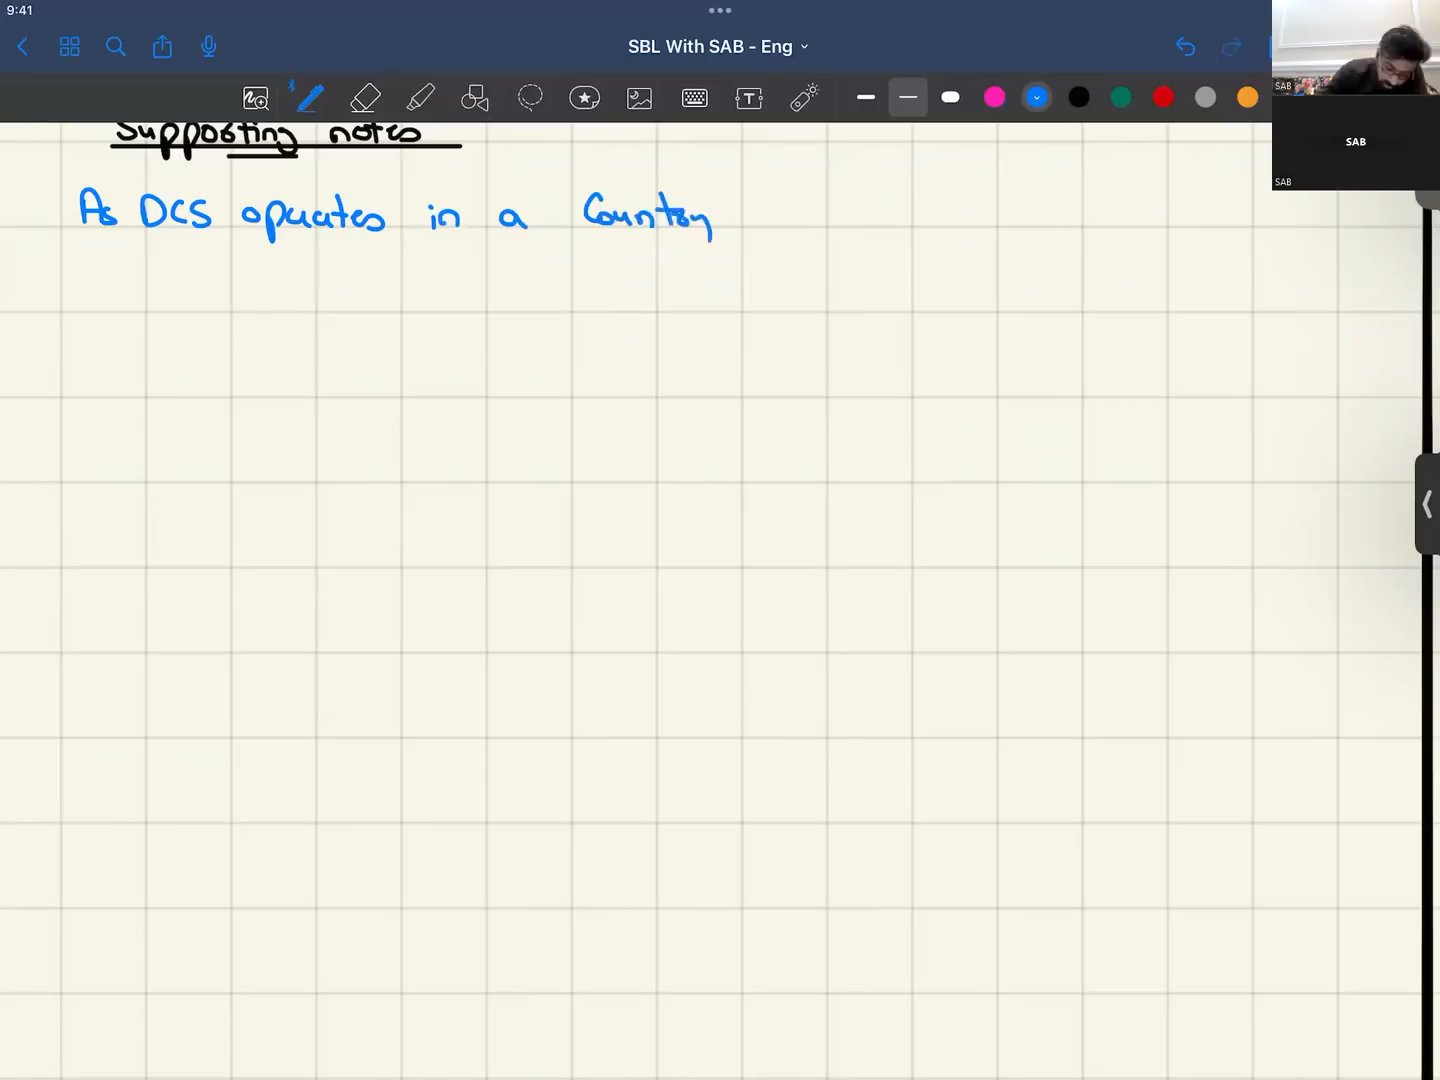 9:41
SBL With SAB - Eng
SAB
SAB
SAB
Supporting notes
As DCS operates in a Country